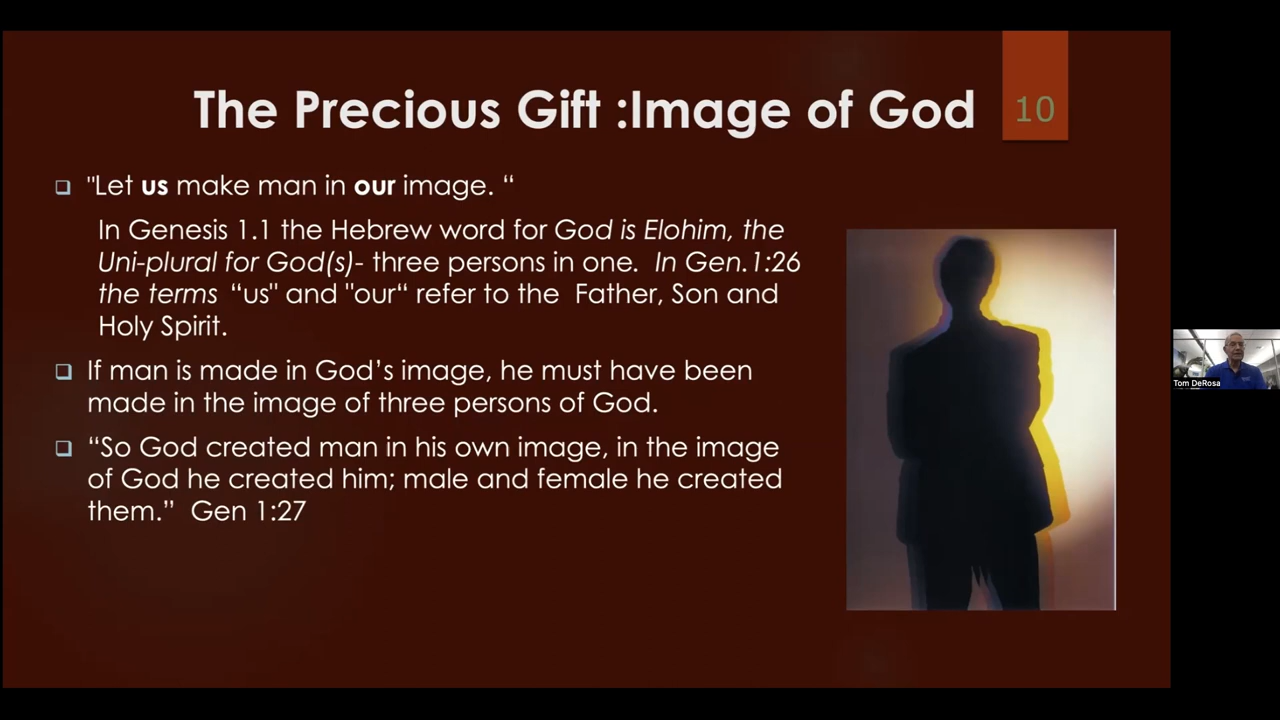 The Precious Gift :Image of God
10
"Let us make man in our image. “
In Genesis 1.1 the Hebrew word for God is Elohim, the
Uni-plural for God(s)- three persons in one. In Gen.1:26
the terms “us" and "our“ refer to the Father, Son and
Holy Spirit.
If man is made in God’s image, he must have been
made in the image of three persons of God.
“So God created man in his own image, in the image
of God he created him; male and female he created
them.” Gen 1:27
Tom DeRosa